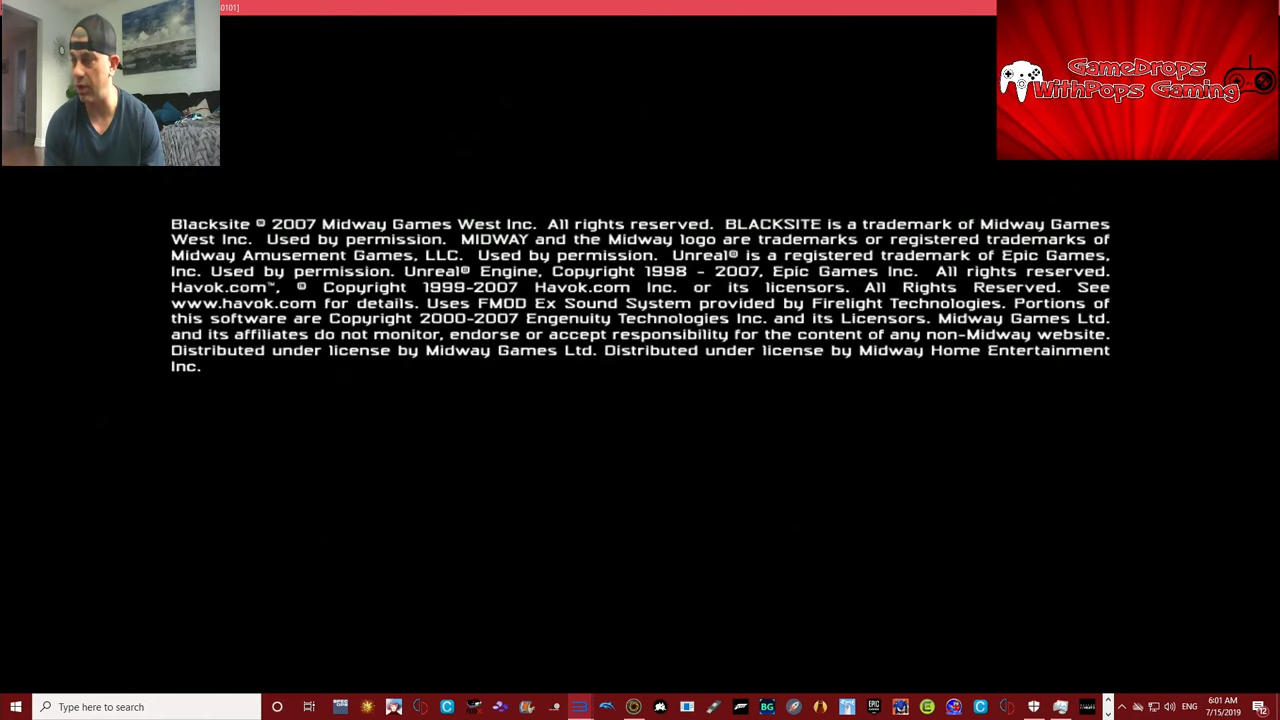 0101]
GameDrops
WithPops Gaming
Blacksite © 2007 Midway Games West Inc. All rights reserved. BLACKSITE is a trademark of Midway Games
West Inc. Used by permission. MIDWAY and the Midway logo are trademarks or registered trademarks of
Midway Amusement Games, LLC. Used by permission. Unreal® is a registered trademark of Epic Games,
Inc. Used by permission. Unreal® Engine, Copyright 1998 - 2007, Epic Games Inc. All rights reserved.
Havok.com™, © Copyright 1999-2007 Havok.com Inc. or its licensors. All Rights Reserved. See
www.havok.com for details. Uses FMOD Ex Sound System provided by Firelight Technologies. Portions of
this software are Copyright 2000-2007 Engenuity Technologies Inc. and its Licensors. Midway Games Ltd.
and its affiliates do not monitor, endorse or accept responsibility for the content of any non-Midway website.
Distributed under license by Midway Games Ltd. Distributed under license by Midway Home Entertainment
Inc.
Type here to search
ENG
6:01 AM
7/15/2019